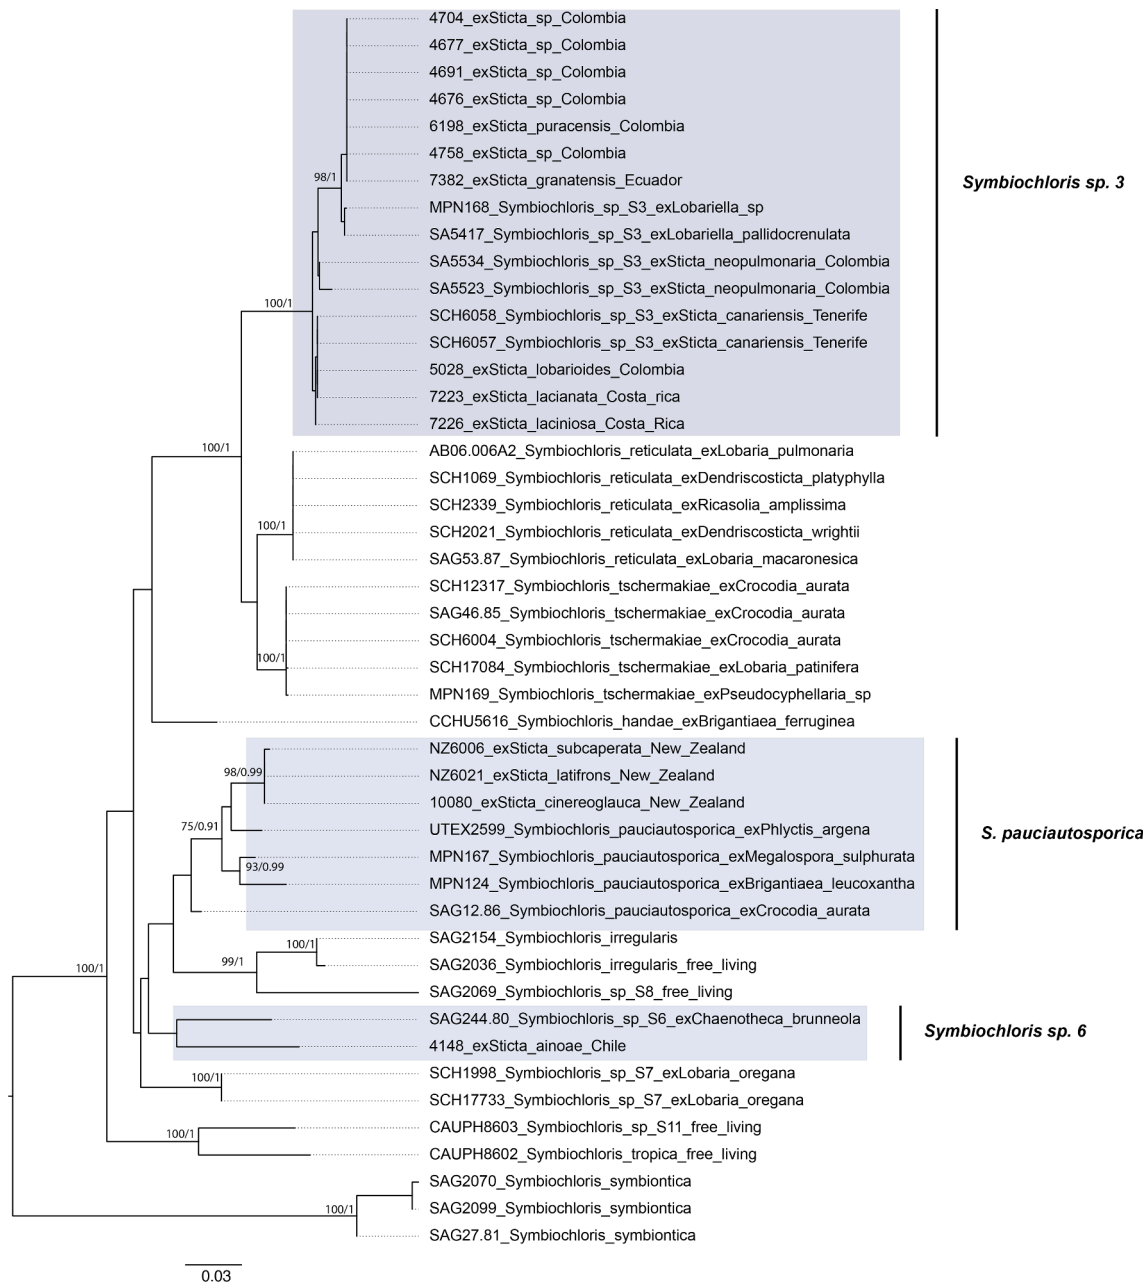 4704_exSticta_sp_Colombia
4677_exSticta_sp_Colombia
4691_exSticta_sp_Colombia
4676_exSticta_sp_Colombia
6198_exSticta_puracensis_Colombia
4758_exSticta_sp_Colombia
98/1
7382_exSticta_granatensis_Ecuador
Symbiochloris sp. 3
MPN168_Symbiochloris_sp_S3_exLobariella_sp
SA5417_Symbiochloris_sp_S3_exLobariella_pallidocrenulata
SA5534_Symbiochloris_sp_S3_exSticta_neopulmonaria_Colombia
SA5523_Symbiochloris_sp_S3_exSticta_neopulmonaria_Colombia
100/1
SCH6058_Symbiochloris_sp_S3_exSticta_canariensis_Tenerife
SCH6057_Symbiochloris_sp_S3_exSticta_canariensis_Tenerife
5028_exSticta_lobarioides_Colombia
7223_exSticta_lacianata_Costa_rica
7226_exSticta_laciniosa_Costa_Rica
100/1
AB06.006A2_Symbiochloris_reticulata_exLobaria_pulmonaria
SCH1069_Symbiochloris_reticulata_exDendriscosticta_platyphylla
SCH2339_Symbiochloris_reticulata_exRicasolia_amplissima
100/1
SCH2021_Symbiochloris_reticulata_exDendriscosticta_wrightii
SAG53.87_Symbiochloris_reticulata_exLobaria_macaronesica
SCH12317_Symbiochloris_tschermakiae_exCrocodia_aurata
SAG46.85_Symbiochloris_tschermakiae_exCrocodia_aurata
SCH6004_Symbiochloris_tschermakiae_exCrocodia_aurata
100/1
SCH17084_Symbiochloris_tschermakiae_exLobaria_patinifera
MPN169_Symbiochloris_tschermakiae_exPseudocyphellaria_sp
CCHU5616_Symbiochloris_handae_exBrigantiaea_ferruginea
NZ6006_exSticta_subcaperata_New_Zealand
98/0.99
NZ6021_exSticta_latifrons_New_Zealand
10080_exSticta_cinereoglauca_New_Zealand
75/0.91
UTEX2599_Symbiochloris_pauciautosporica_exPhlyctis_argena
S. pauciautosporica
MPN167_Symbiochloris_pauciautosporica_exMegalospora_sulphurata
93/0.99
MPN124_Symbiochloris_pauciautosporica_exBrigantiaea_leucoxantha
SAG12.86_Symbiochloris_pauciautosporica_exCrocodia_aurata
SAG2154_Symbiochloris_irregularis
100/1
99/1
SAG2036_Symbiochloris_irregularis_free_living
100/1
SAG2069_Symbiochloris_sp_S8_free_living
SAG244.80_Symbiochloris_sp_S6_exChaenotheca_brunneola
Symbiochloris sp. 6
4148_exSticta_ainoae_Chile
SCH1998_Symbiochloris_sp_S7_exLobaria_oregana
100/1
SCH17733_Symbiochloris_sp_S7_exLobaria_oregana
CAUPH8603_Symbiochloris_sp_S11_free_living
100/1
CAUPH8602_Symbiochloris_tropica_free_living
SAG2070_Symbiochloris_symbiontica
SAG2099_Symbiochloris_symbiontica
100/1
SAG27.81_Symbiochloris_symbiontica
0.03